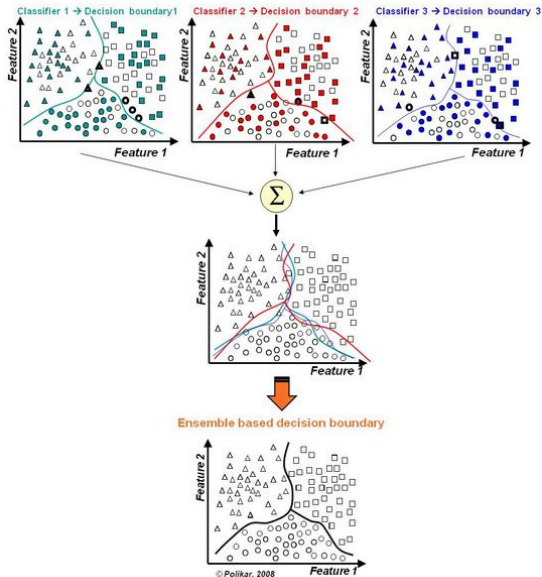 Classifier 1 → Decision boundary1
Classifier 2 → Decision boundary 2
Classifier 3 → Decision boundary 3
Feature 2
Feature 1
Feature 2
Feature 1
Feature 2
Feature 1
Σ
Feature 2
Feature 1
Ensemble based decision boundary
Feature 2
Feature 1
© Polikar, 2008